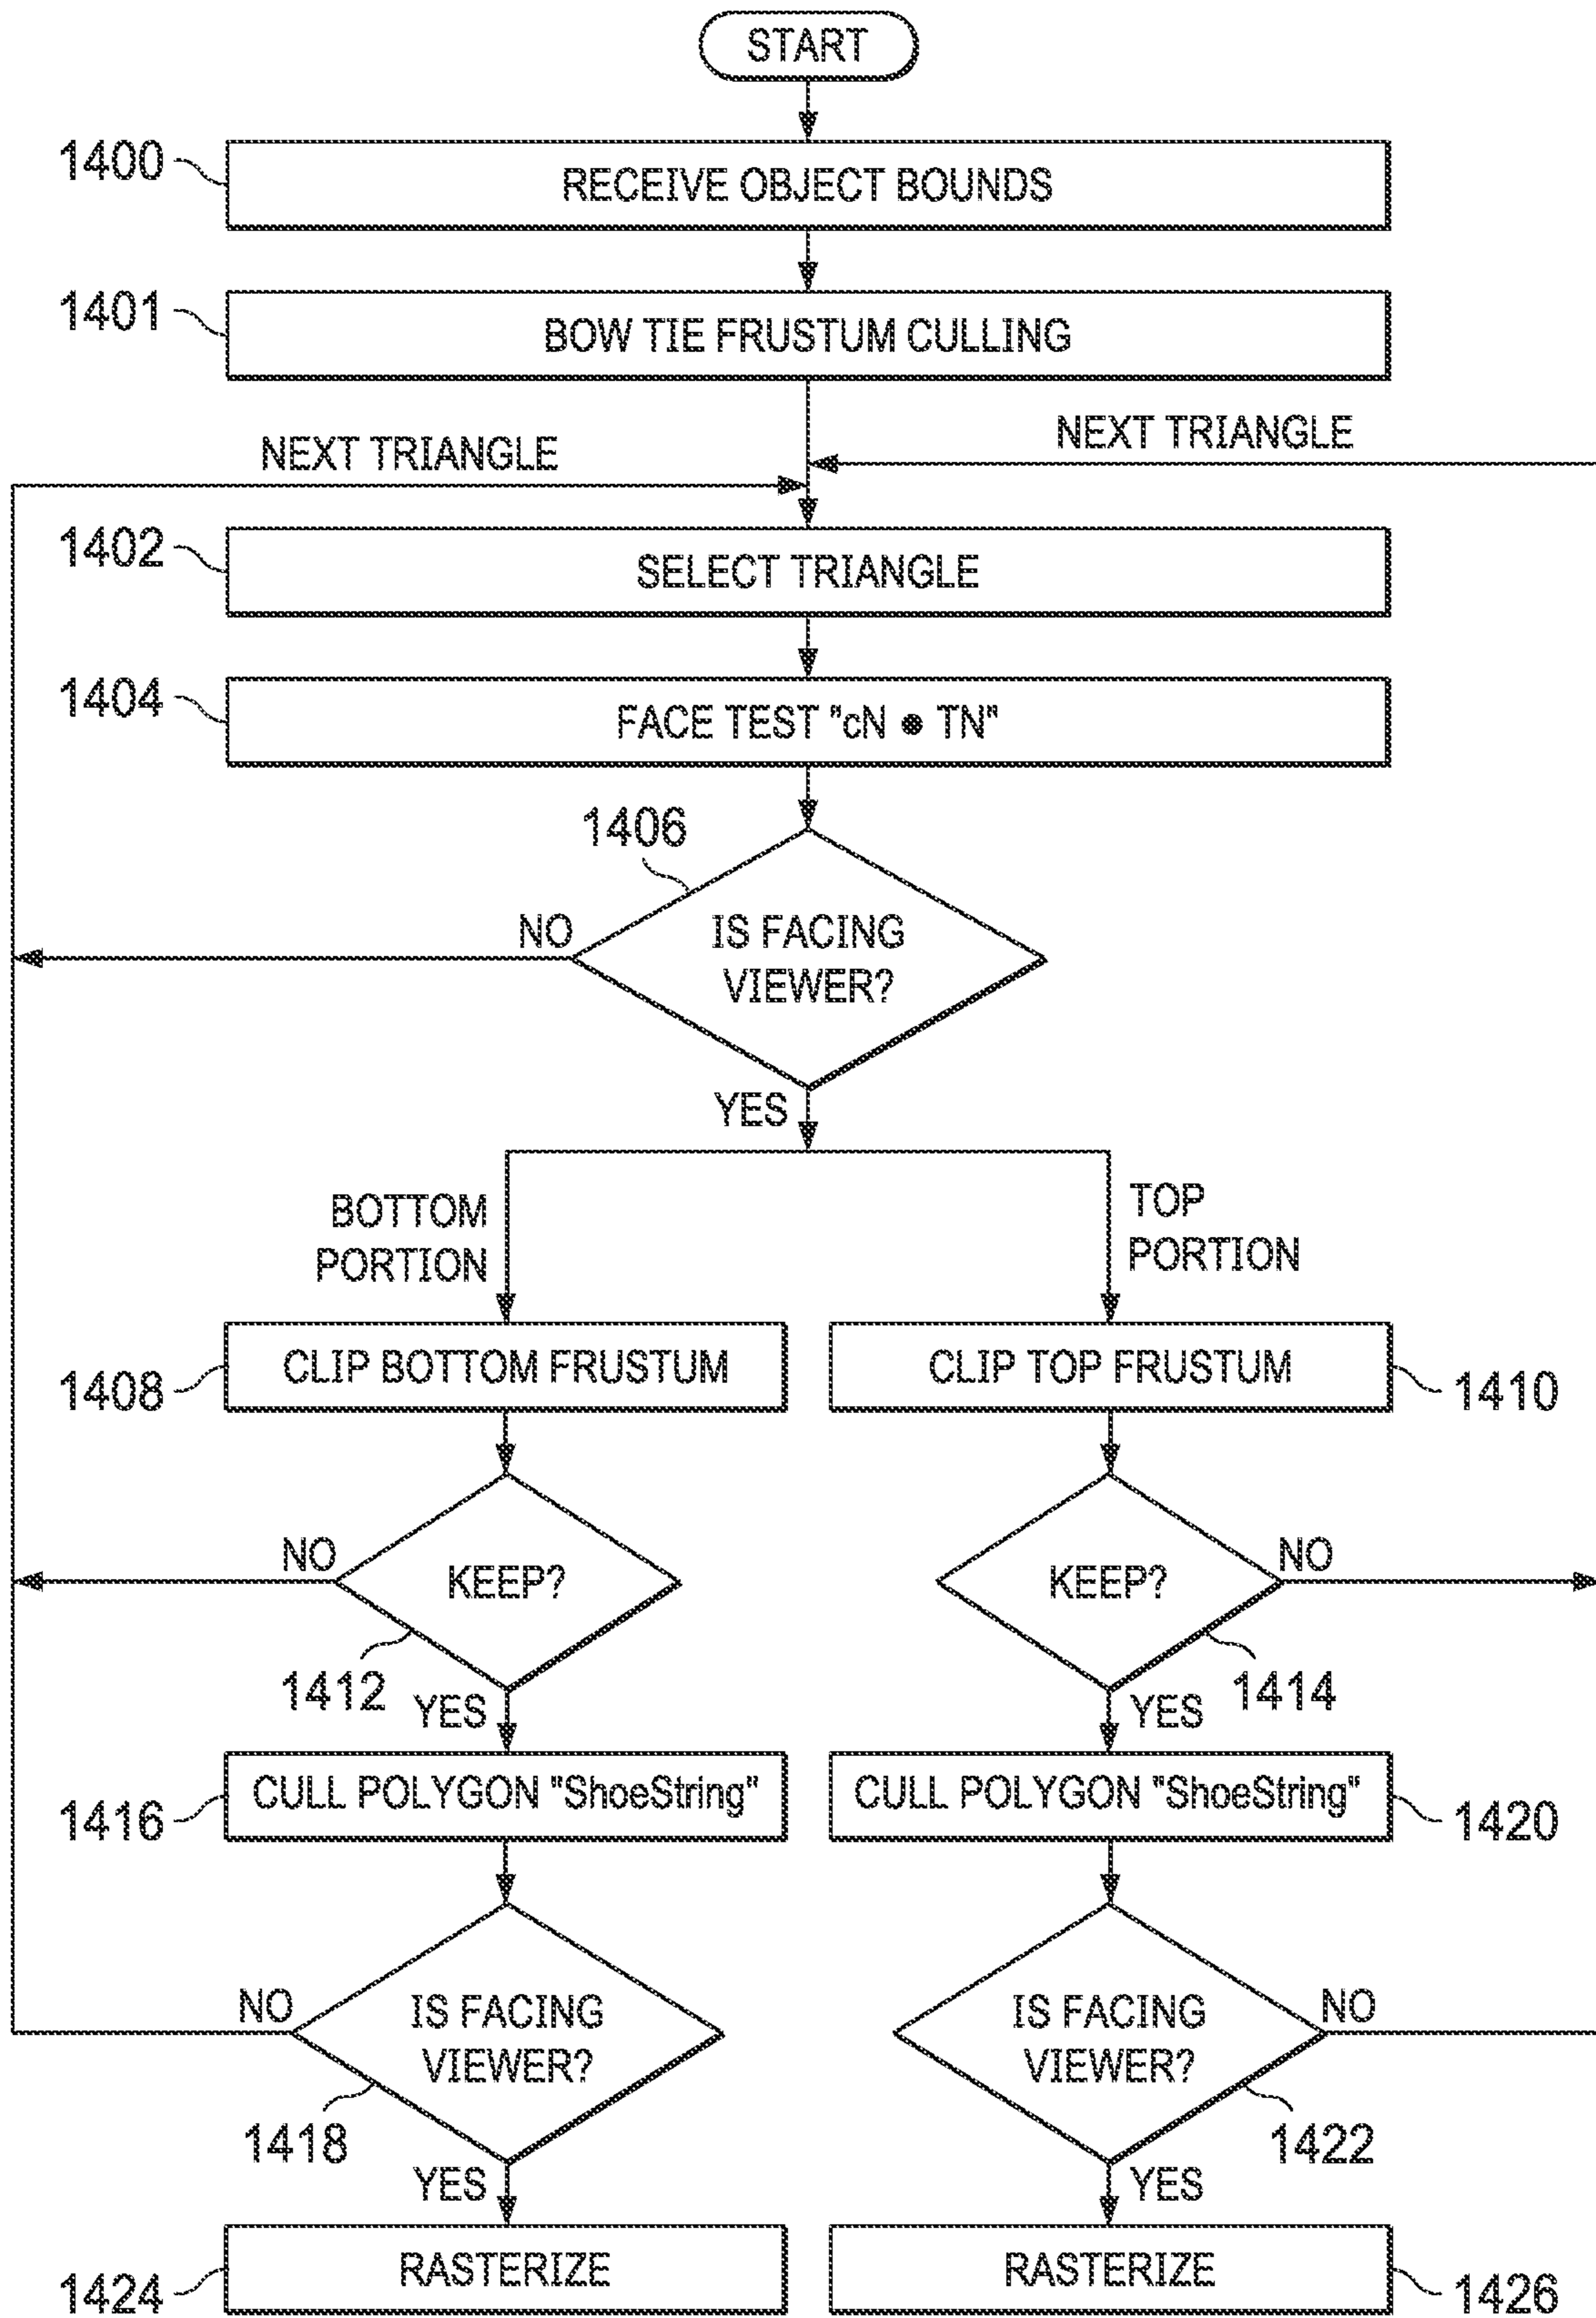 START
1400
RECEIVE OBJECT BOUNDS
1401
BOW TIE FRUSTUM CULLING
NEXT TRIANGLE
NEXT TRIANGLE
1402
SELECT TRIANGLE
1404
FACE TEST "cN ● TN"
1406
NO
IS FACING
VIEWER?
YES
BOTTOM
PORTION
TOP
PORTION
CLIP BOTTOM FRUSTUM
1408
CLIP TOP FRUSTUM
1410
NO
KEEP?
KEEP?
NO
1412
YES
YES
1414
CULL POLYGON "ShoeString"
1416
CULL POLYGON "ShoeString"
1420
NO
IS FACING
VIEWER?
IS FACING
VIEWER?
NO
1418
YES
YES
1422
RASTERIZE
1424
RASTERIZE
1426